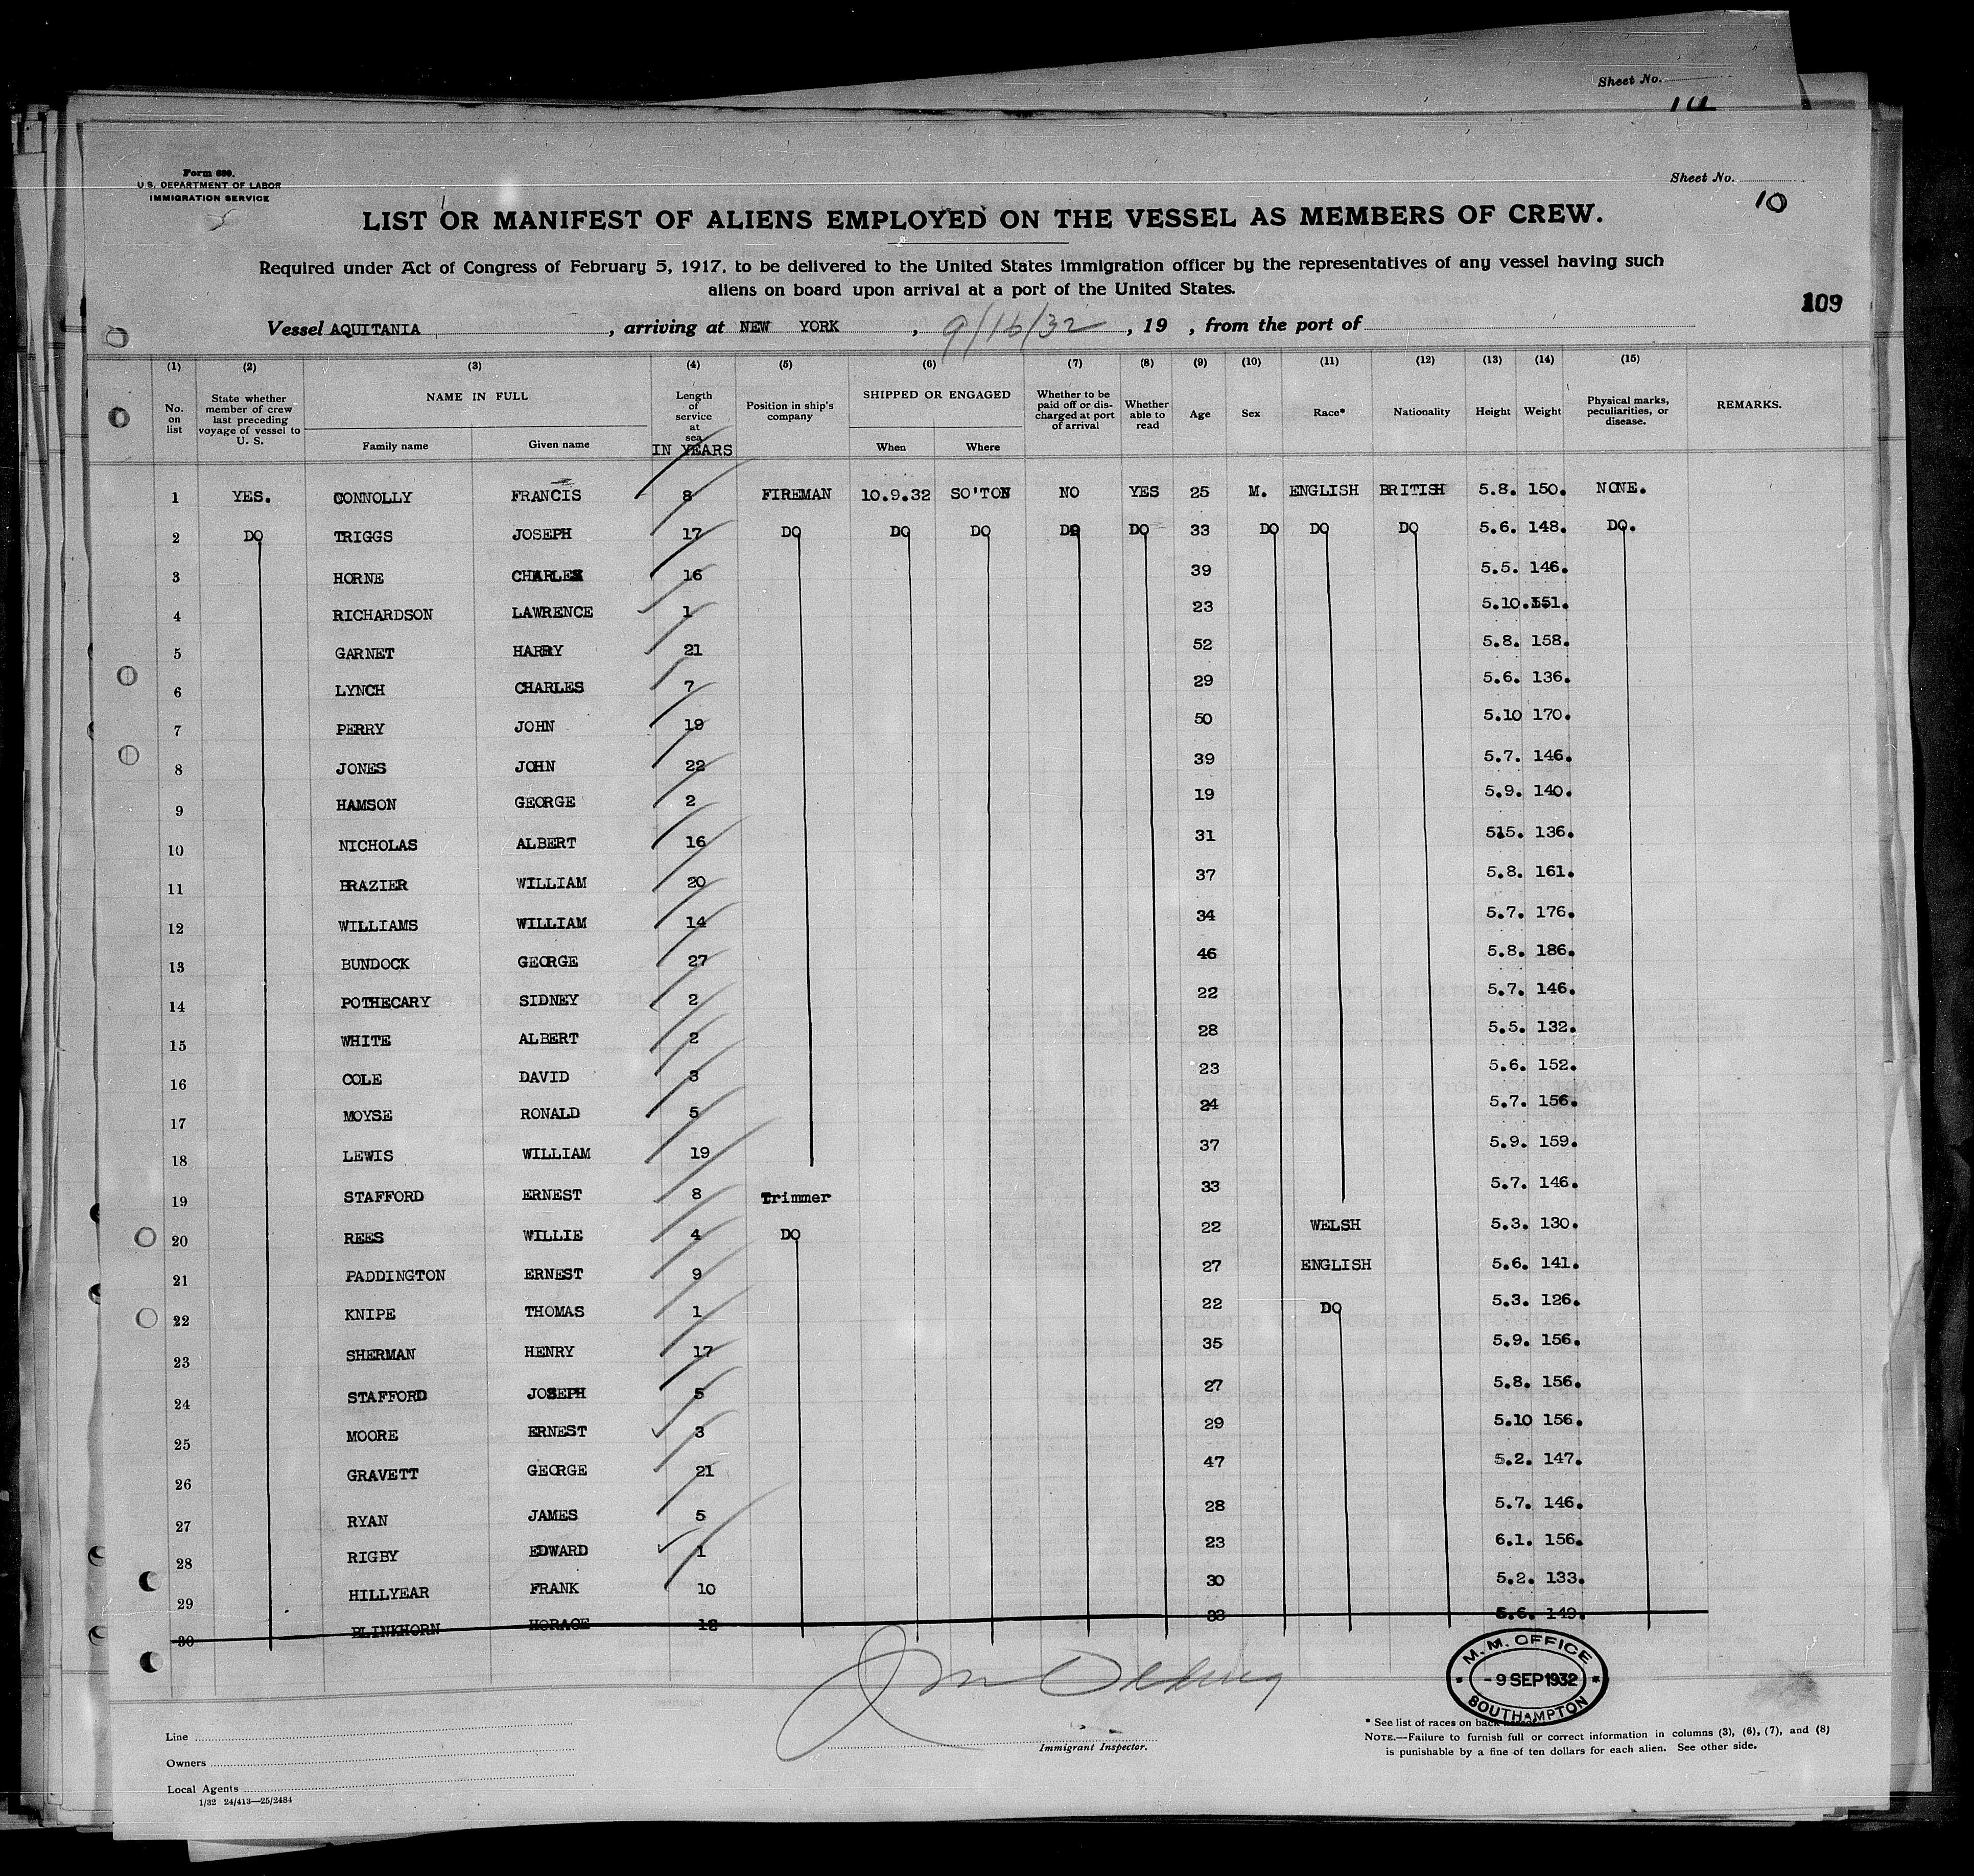 Sheet No.
Form 680.
U.S. DEPARTMENT OF LABOR
IMMIGRATION SERVICE
Sheet No.
10
LIST OR MANIFEST OF ALIENS EMPLOYED ON THE VESSEL AS MEMBERS OF CREW.
Required under Act of Congress of February 5, 1917, to be delivered to the United States immigration officer by the representatives of any vessel having such
aliens on board upon arrival at a port of the United States.
109
Vessel AQUITANIA , arriving at NEW YORK , 9/16/32 , 19 , from the port of
(1) (2) (3) (4) (5) (6) (7) (8) (9) (10) (11) (12) (13) (14) (15)
No. on list State whether member of crew last preceding voyage of vessel to U. S. NAME IN FULL Family name Given name Length of service at sea IN YEARS Position in ship's company SHIPPED OR ENGAGED When Where Whether to be paid off or discharged at port of arrival Whether able to read Age Sex Race* Nationality Height Weight Physical marks, peculiarities, or disease. REMARKS.
1 YES. CONNOLLY FRANCIS 8 FIREMAN 10.9.32 SO'TON NO YES 25 M. ENGLISH BRITISH 5.8. 150. NONE.
2 DO TRIGGS JOSEPH 17 DO DO DO DO DO 33 DO DO DO 5.6. 148. DO.
3 HORNE CHARLES 16 39 5.5. 146.
4 RICHARDSON LAWRENCE 1 23 5.10. 151.
5 GARNET HARRY 21 52 5.8. 158.
6 LYNCH CHARLES 7 29 5.6. 136.
7 PERRY JOHN 19 50 5.10 170.
8 JONES JOHN 22 39 5.7. 146.
9 HAMSON GEORGE 2 19 5.9. 140.
10 NICHOLAS ALBERT 16 31 515. 136.
11 BRAZIER WILLIAM 20 37 5.8. 161.
12 WILLIAMS WILLIAM 14 34 5.7. 176.
13 BUNDOCK GEORGE 27 46 5.8. 186.
14 POTHECARY SIDNEY 2 22 5.7. 146.
15 WHITE ALBERT 2 28 5.5. 132.
16 COLE DAVID 3 23 5.6. 152.
17 MOYSE RONALD 5 24 5.7. 156.
18 LEWIS WILLIAM 19 37 5.9. 159.
19 STAFFORD ERNEST 8 Trimmer 33 5.7. 146.
20 REES WILLIE 4 DO 22 WELSH 5.3. 130.
21 PADDINGTON ERNEST 9 27 ENGLISH 5.6. 141.
22 KNIPE THOMAS 1 22 DO 5.3. 126.
23 SHERMAN HENRY 17 35 5.9. 156.
24 STAFFORD JOSEPH 5 27 5.8. 156.
25 MOORE ERNEST 3 29 5.10 156.
26 GRAVETT GEORGE 21 47 5.2. 147.
27 RYAN JAMES 5 28 5.7. 146.
28 RIGBY EDWARD 1 23 6.1. 156.
29 HILLYEAR FRANK 10 30 5.2. 133.
30 BLINKHORN HORACE 12 33 5.6. 149.
M.M. OFFICE
- 9 SEP 1932
SOUTHAMPTON
Line
Owners
Local Agents
1/32 24/413—25/2484
Immigrant Inspector.
* See list of races on back
NOTE.—Failure to furnish full or correct information in columns (3), (6), (7), and (8)
is punishable by a fine of ten dollars for each alien. See other side.